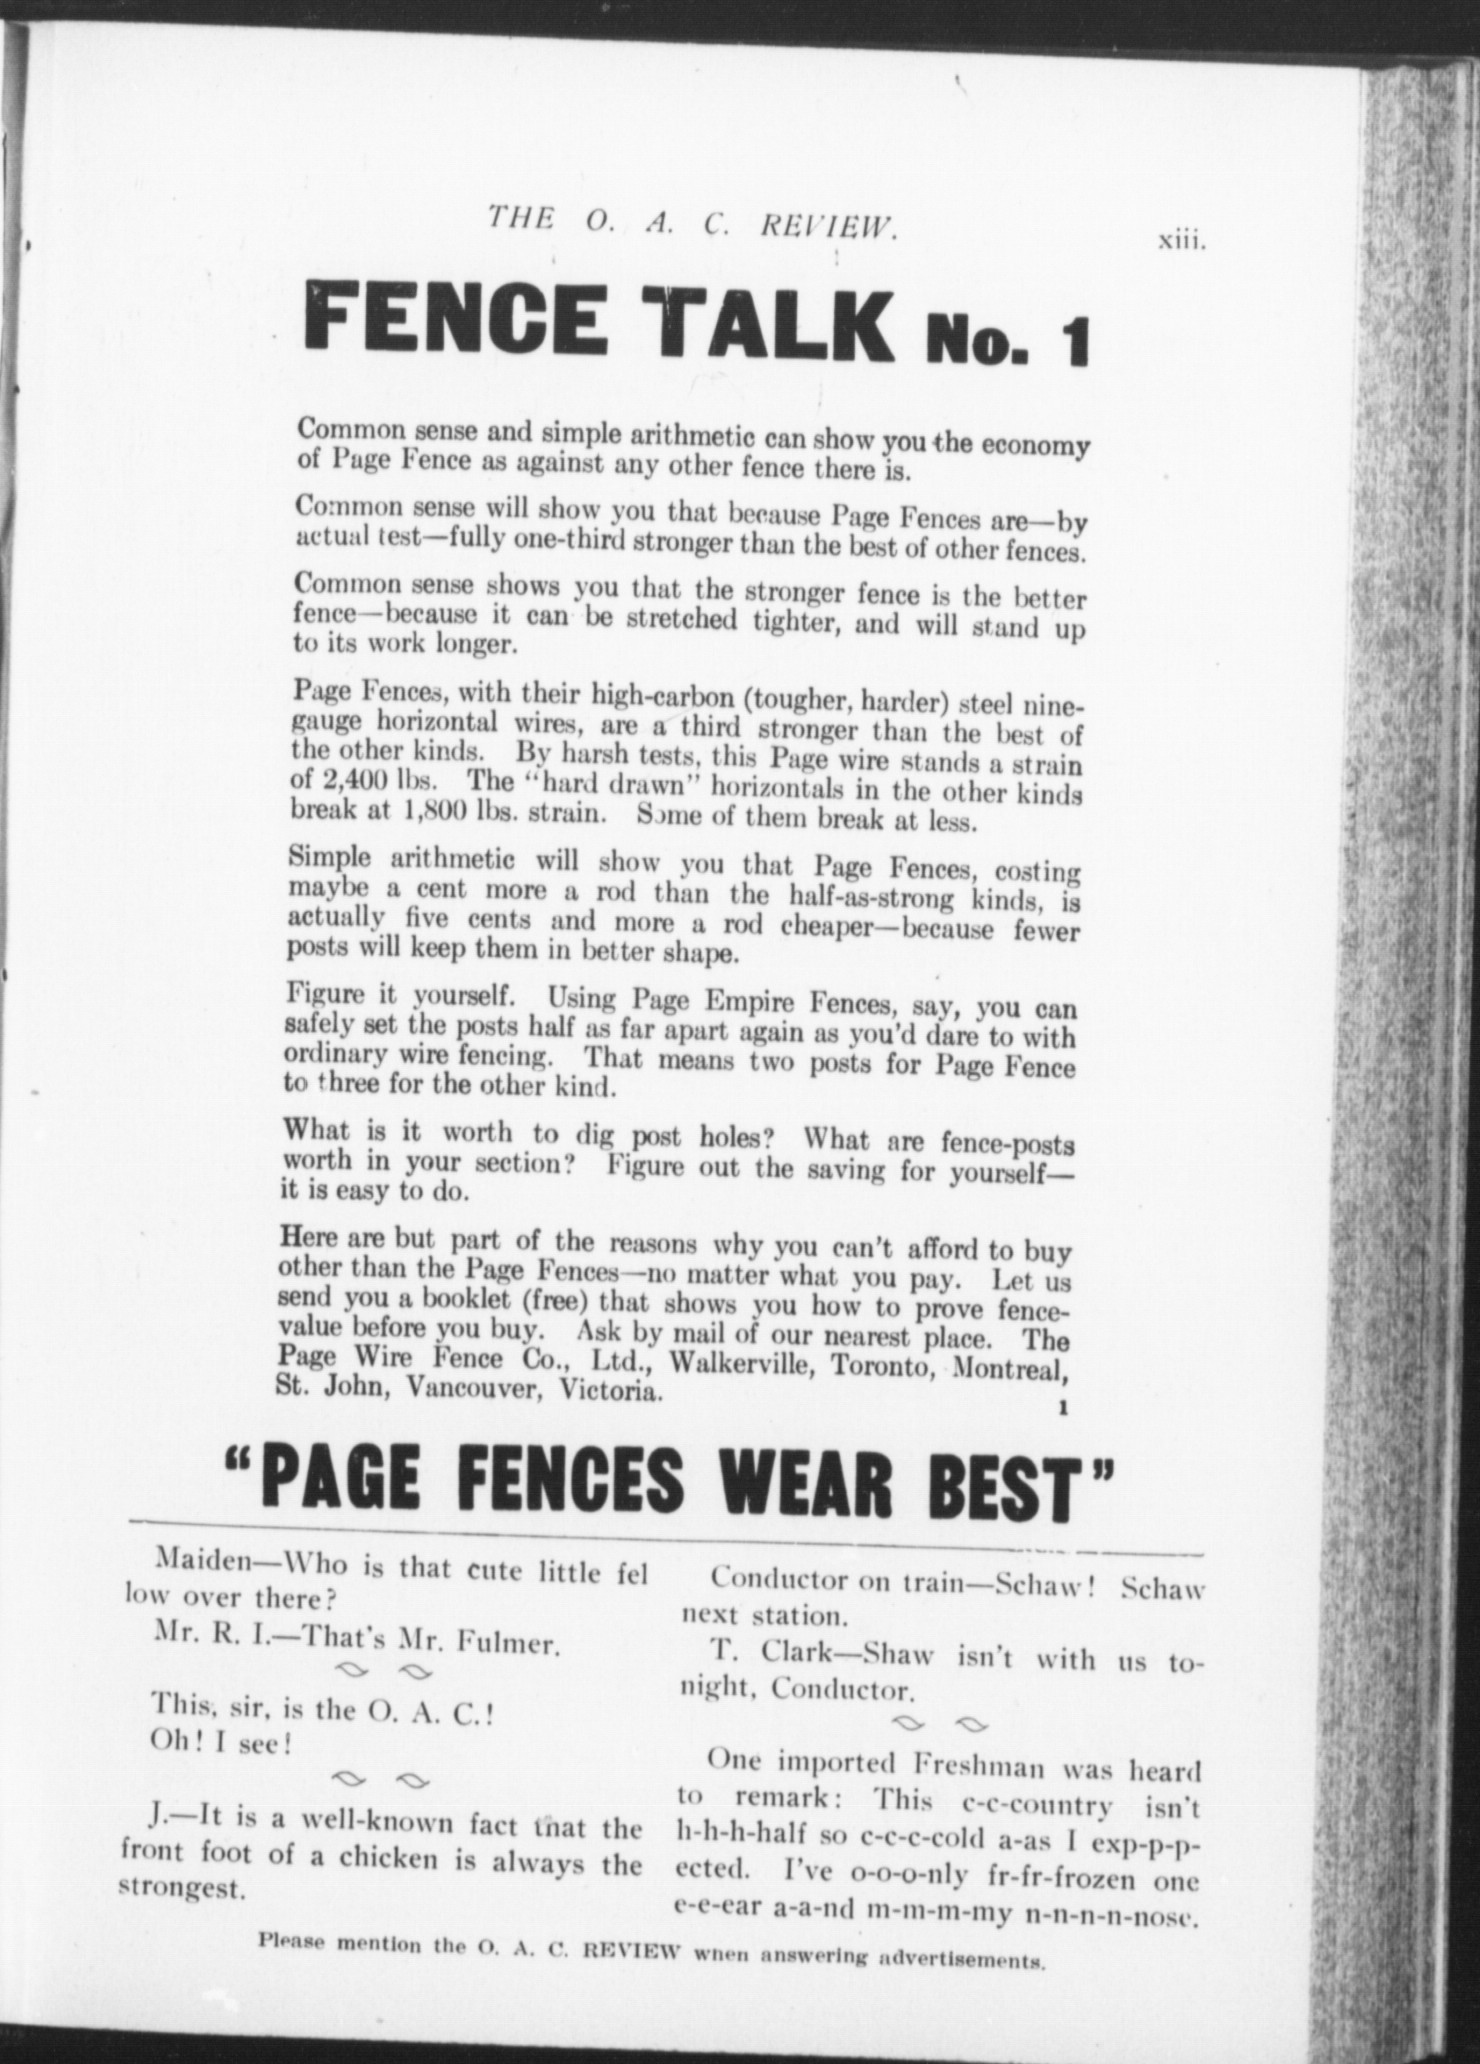 THE O. A. C. REVIEW.
xiii.
FENCE TALK No. 1
Common sense and simple arithmetic can show you the economy
of Page Fence as against any other fence there is.
Common sense will show you that because Page Fences are—by
actual test—fully one-third stronger than the best of other fences.
Common sense shows you that the stronger fence is the better
fence—because it can be stretched tighter, and will stand up
to its work longer.
Page Fences, with their high-carbon (tougher, harder) steel nine-
gauge horizontal wires, are a third stronger than the best of
the other kinds. By harsh tests, this Page wire stands a strain
of 2,400 lbs. The "hard drawn" horizontals in the other kinds
break at 1,800 lbs. strain. Some of them break at less.
Simple arithmetic will show you that Page Fences, costing
maybe a cent more a rod than the half-as-strong kinds, is
actually five cents and more a rod cheaper—because fewer
posts will keep them in better shape.
Figure it yourself. Using Page Empire Fences, say, you can
safely set the posts half as far apart again as you'd dare to with
ordinary wire fencing. That means two posts for Page Fence
to three for the other kind.
What is it worth to dig post holes? What are fence-posts
worth in your section? Figure out the saving for yourself—
it is easy to do.
Here are but part of the reasons why you can't afford to buy
other than the Page Fences—no matter what you pay. Let us
send you a booklet (free) that shows you how to prove fence-
value before you buy. Ask by mail of our nearest place. The
Page Wire Fence Co., Ltd., Walkerville, Toronto, Montreal,
St. John, Vancouver, Victoria.
1
"PAGE FENCES WEAR BEST"
Maiden—Who is that cute little fel
low over there?
Mr. R. I.—That's Mr. Fulmer.
This, sir, is the O. A. C.!
Oh! I see!
J.—It is a well-known fact that the
front foot of a chicken is always the
strongest.
Conductor on train—Schaw! Schaw
next station.
T. Clark—Shaw isn't with us to-
night, Conductor.
One imported Freshman was heard
to remark: This c-c-country isn't
h-h-h-half so c-c-c-cold a-as I exp-p-p-
ected. I've o-o-o-nly fr-fr-frozen one
e-e-ear a-a-nd m-m-m-my n-n-n-n-nose.
Please mention the O. A. C. REVIEW when answering advertisements.